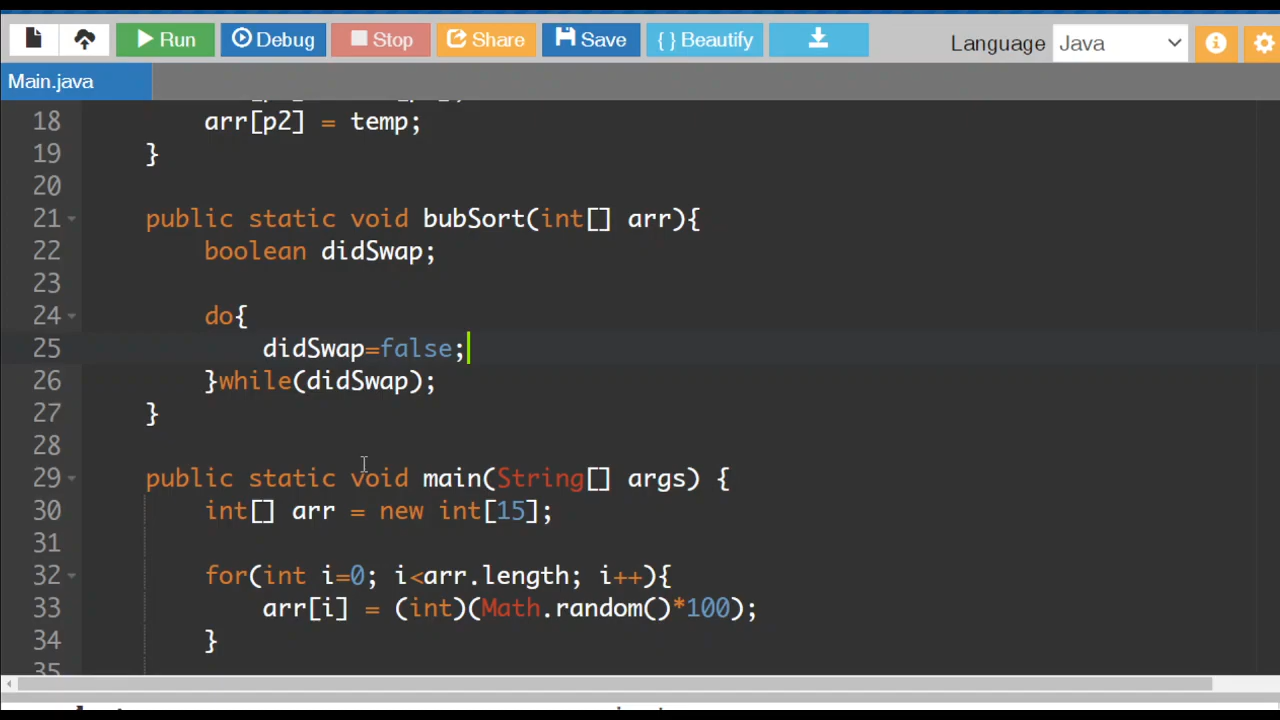 Run Debug Stop Share Save { } Beautify Language Java
Main.java
18 arr[p2] = temp;
19 }
20
21 public static void bubSort(int[] arr){
22 boolean didSwap;
23
24 do{
25 didSwap=false;
26 }while(didSwap);
27 }
28
29 public static void main(String[] args) {
30 int[] arr = new int[15];
31
32 for(int i=0; i<arr.length; i++){
33 arr[i] = (int)(Math.random()*100);
34 }
35